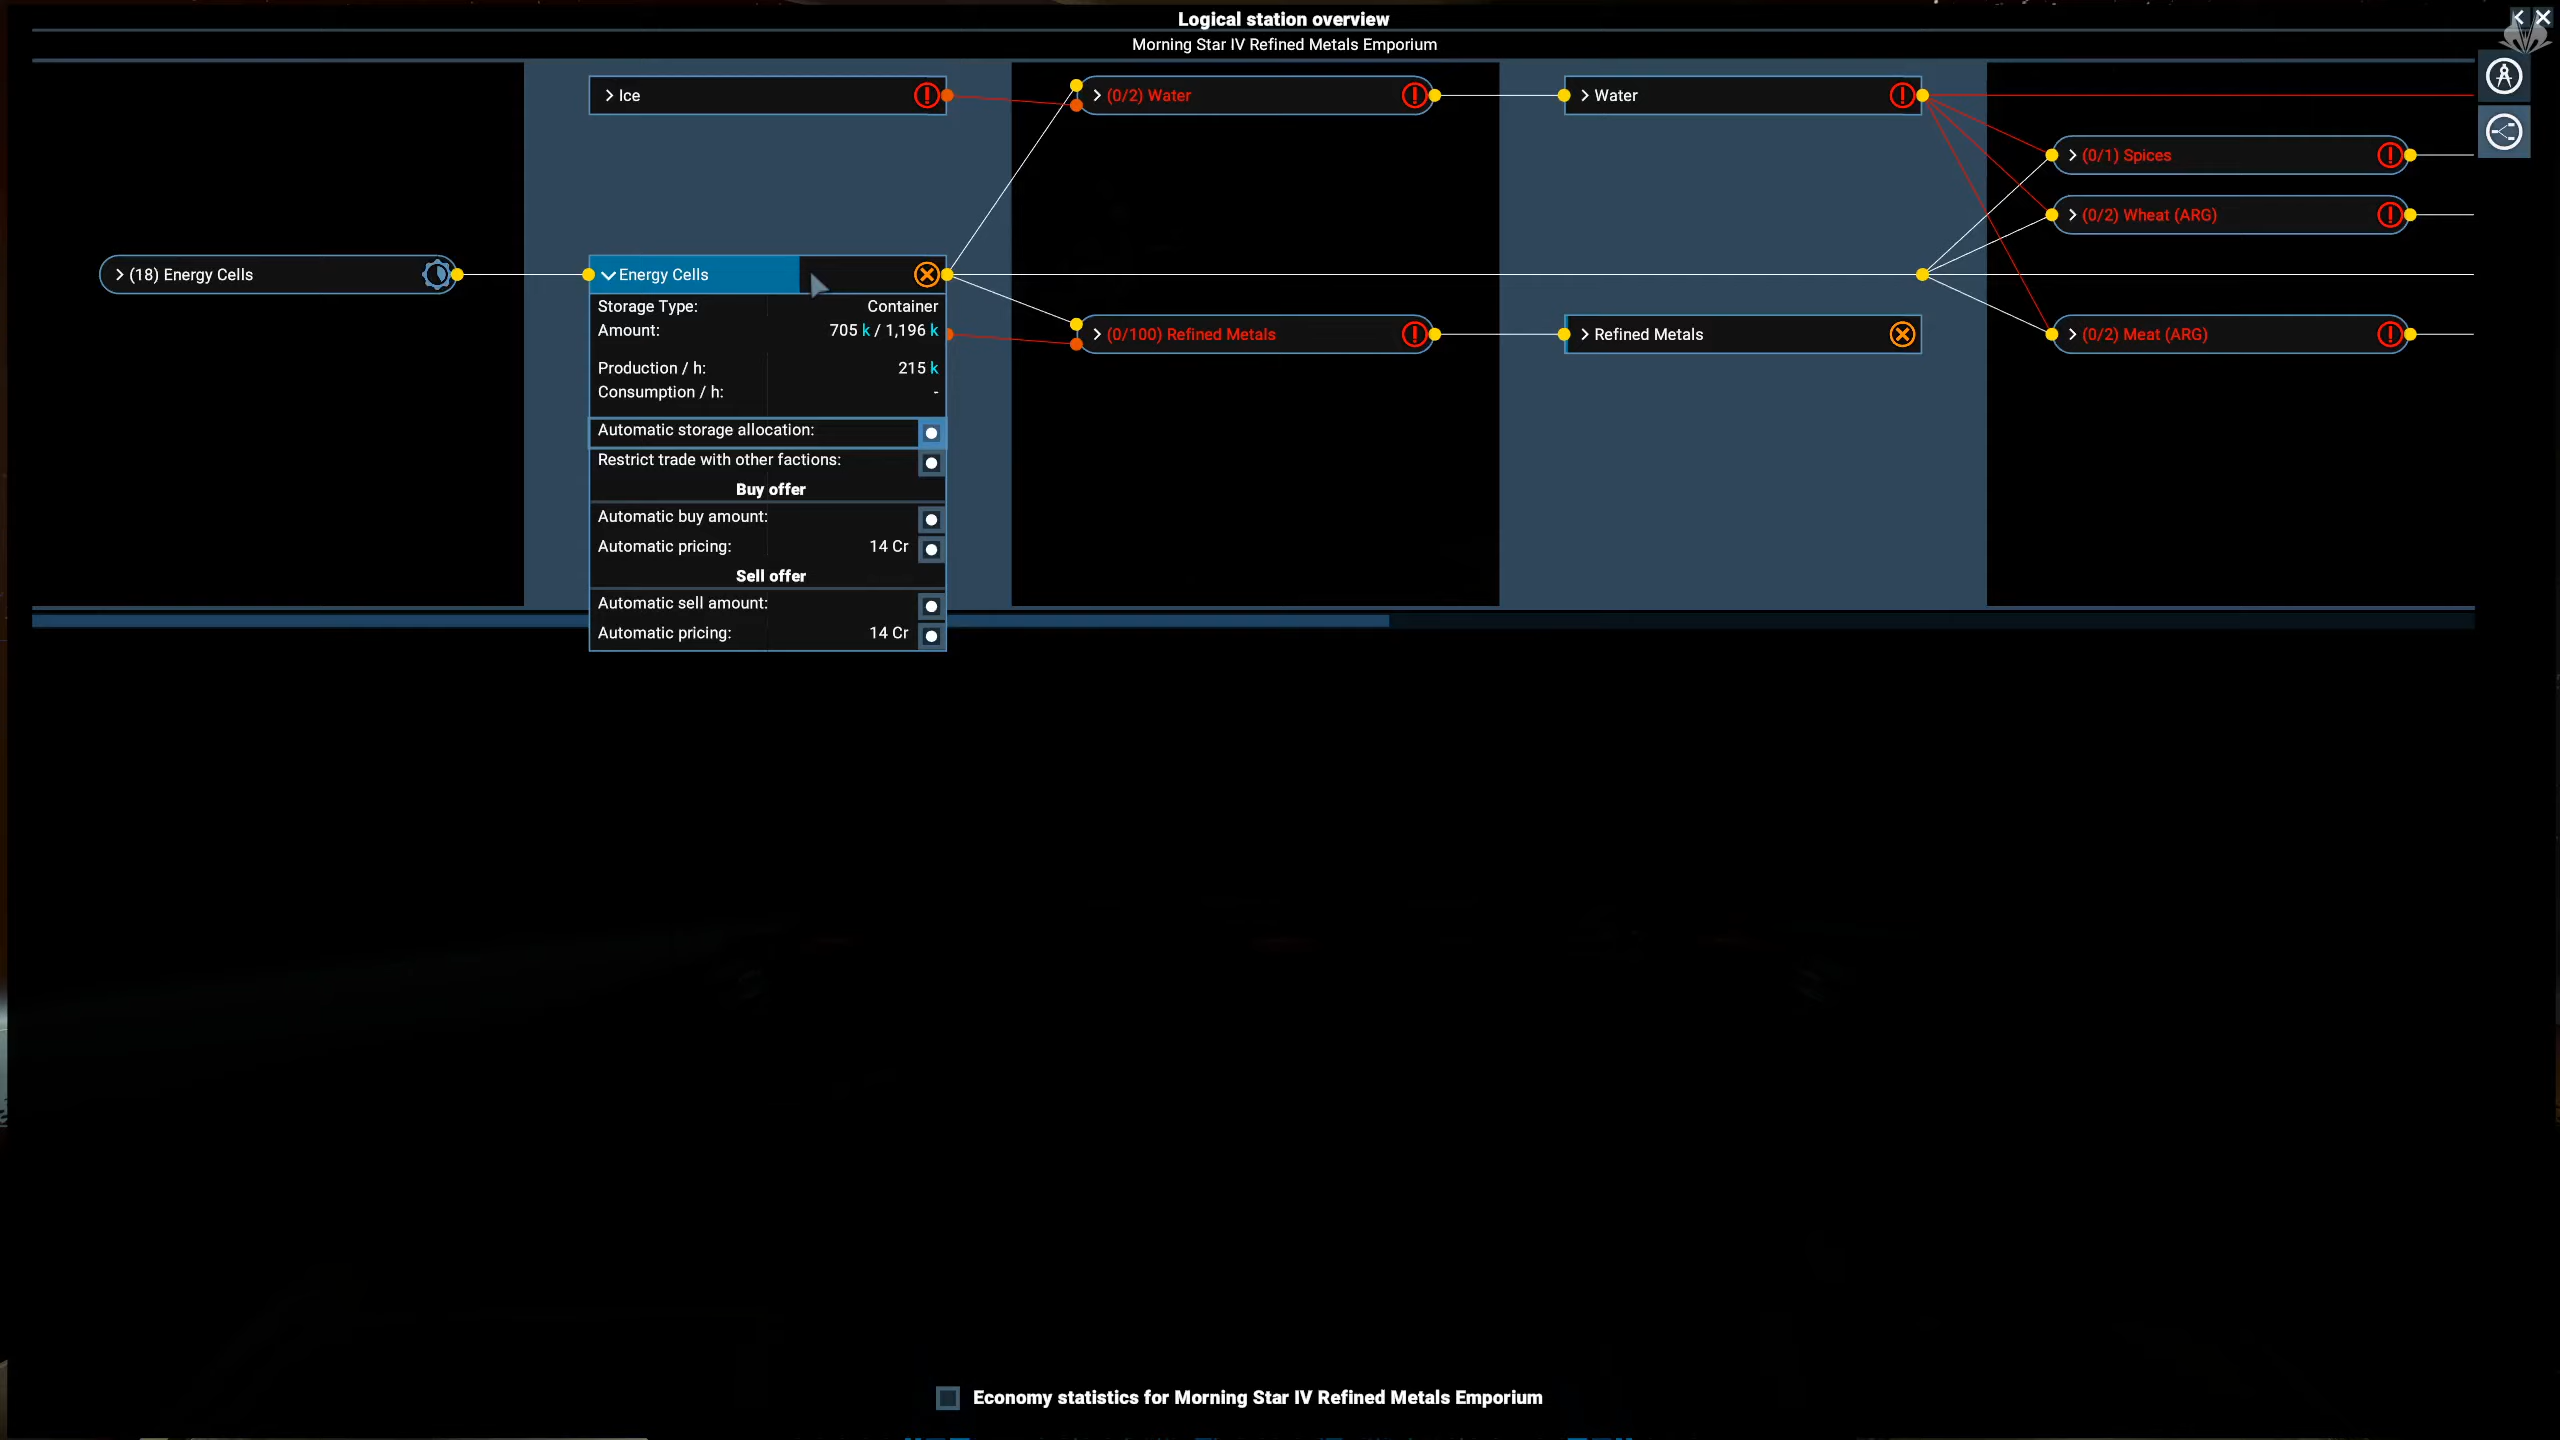 Logical station overview
Morning Star IV Refined Metals Emporium
Ice
(0/2) Water
Water
(0/1) Spices
(0/2) Wheat (ARG)
(18) Energy Cells
Energy Cells
Storage Type: Container
Amount: 705 k / 1,196 k
Production / h: 215 k
Consumption / h: -
Automatic storage allocation:
Restrict trade with other factions:
Buy offer
Automatic buy amount:
Automatic pricing: 14 Cr
Sell offer
Automatic sell amount:
Automatic pricing: 14 Cr
(0/100) Refined Metals
Refined Metals
(0/2) Meat (ARG)
Economy statistics for Morning Star IV Refined Metals Emporium